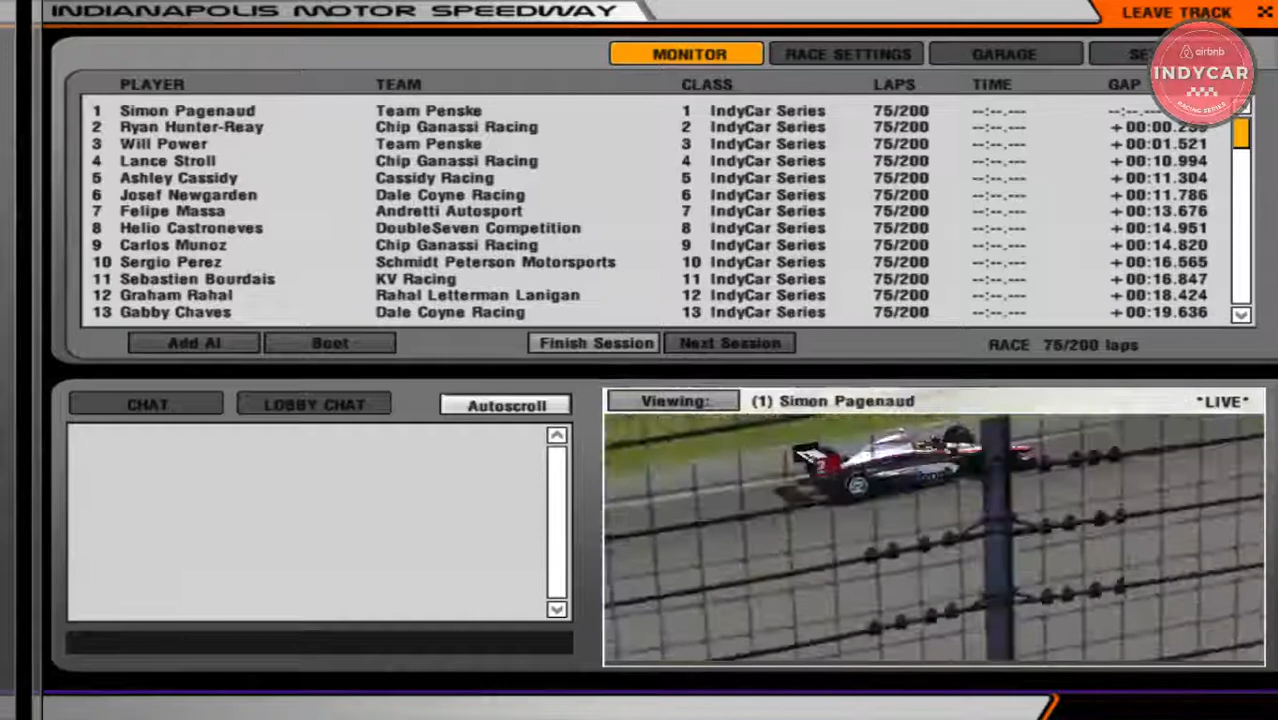 INDIANAPOLIS MOTOR SPEEDWAY LEAVE TRACK
MONITOR RACE SETTINGS GARAGE
airbnb
INDYCAR
RACING SERIES
PLAYER TEAM CLASS LAPS TIME GAP
1 Simon Pagenaud Team Penske 1 IndyCar Series 75/200 --:--.--- --:--.---
2 Ryan Hunter-Reay Chip Ganassi Racing 2 IndyCar Series 75/200 --:--.---
3 Will Power Team Penske 3 IndyCar Series 75/200 --:--.--- +00:01.521
4 Lance Stroll Chip Ganassi Racing 4 IndyCar Series 75/200 --:--.--- +00:10.994
5 Ashley Cassidy Cassidy Racing 5 IndyCar Series 75/200 --:--.--- +00:11.304
6 Josef Newgarden Dale Coyne Racing 6 IndyCar Series 75/200 --:--.--- +00:11.786
7 Felipe Massa Andretti Autosport 7 IndyCar Series 75/200 --:--.--- +00:13.676
8 Helio Castroneves DoubleSeven Competition 8 IndyCar Series 75/200 --:--.--- +00:14.951
9 Carlos Munoz Chip Ganassi Racing 9 IndyCar Series 75/200 --:--.--- +00:14.820
10 Sergio Perez Schmidt Peterson Motorsports 10 IndyCar Series 75/200 --:--.--- +00:16.565
11 Sebastien Bourdais KV Racing 11 IndyCar Series 75/200 --:--.--- +00:16.847
12 Graham Rahal Rahal Letterman Lanigan 12 IndyCar Series 75/200 --:--.--- +00:18.424
13 Gabby Chaves Dale Coyne Racing 13 IndyCar Series 75/200 --:--.--- +00:19.636
Add AI Boot Finish Session Next Session RACE 75/200 laps
CHAT LOBBY CHAT Autoscroll
Viewing: (1) Simon Pagenaud *LIVE*